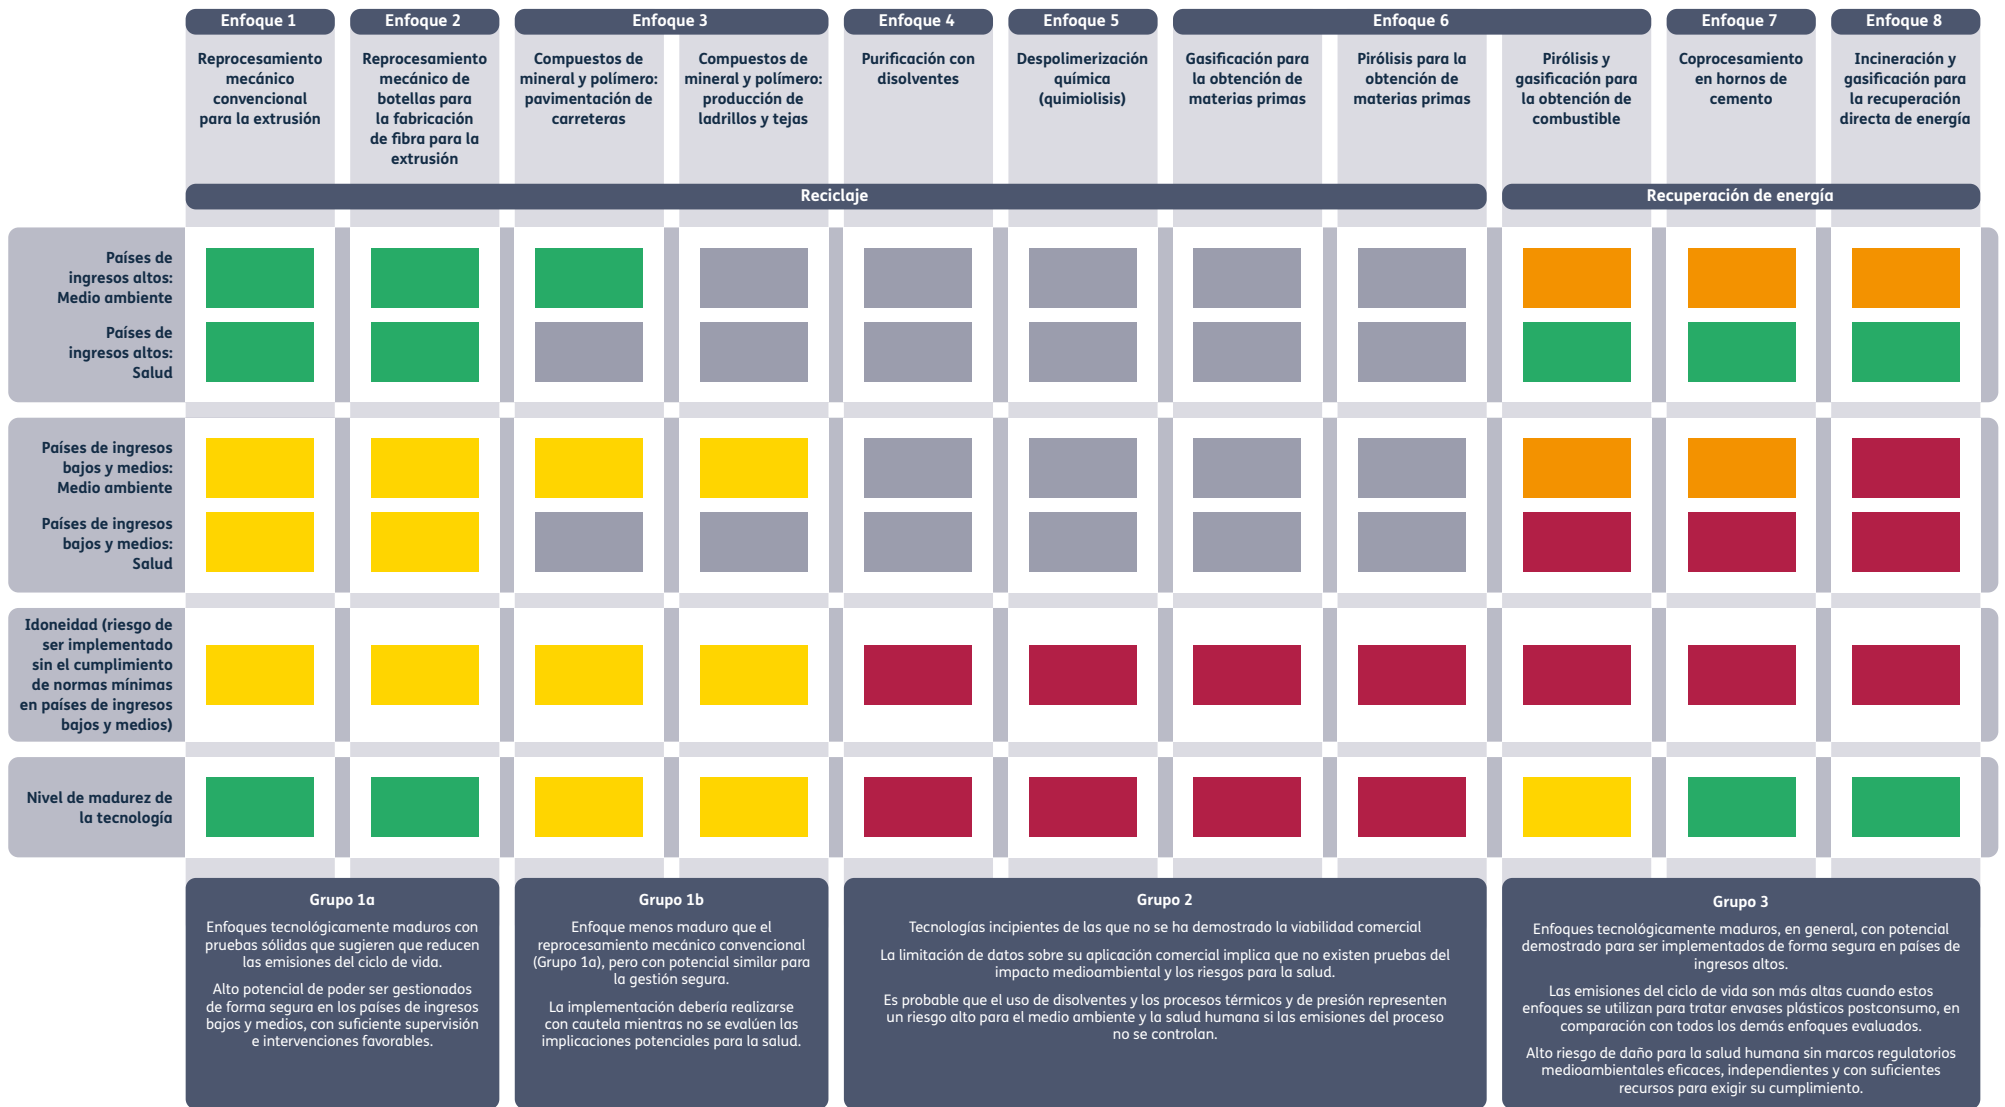 Enfoque 1
Enfoque 2
Enfoque 3
Enfoque 4
Enfoque 5
Enfoque 6
Enfoque 7
Enfoque 8
Reprocesamiento
mecánico
convencional
para la extrusión
Reprocesamiento
mecánico de
botellas para
la fabricación
de fibra para la
extrusión
Compuestos de
mineral y polímero:
pavimentación de
carreteras
Compuestos de
mineral y polímero:
producción de
ladrillos y tejas
Purificación con
disolventes
Despolimerización
química
(quimiolisis)
Gasificación para
la obtención de
materias primas
Pirólisis para la
obtención de
materias primas
Pirólisis y
gasificación para
la obtención de
combustible
Coprocesamiento
en hornos de
cemento
Incineración y
gasificación para
la recuperación
directa de energía
Reciclaje
Recuperación de energía
Países de
ingresos altos:
Medio ambiente
Países de
ingresos altos:
Salud
Países de ingresos
bajos y medios:
Medio ambiente
Países de ingresos
bajos y medios:
Salud
Idoneidad (riesgo de
ser implementado
sin el cumplimiento
de normas mínimas
en países de ingresos
bajos y medios)
Nivel de madurez de
la tecnología
Grupo 1a
Enfoques tecnológicamente maduros con
pruebas sólidas que sugieren que reducen
las emisiones del ciclo de vida.
Alto potencial de poder ser gestionados
de forma segura en los países de ingresos
bajos y medios, con suficiente supervisión
e intervenciones favorables.
Grupo 1b
Enfoque menos maduro que el
reprocesamiento mecánico convencional
(Grupo 1a), pero con potencial similar para
la gestión segura.
La implementación debería realizarse
con cautela mientras no se evalúen las
implicaciones potenciales para la salud.
Grupo 2
Tecnologías incipientes de las que no se ha demostrado la viabilidad comercial
La limitación de datos sobre su aplicación comercial implica que no existen pruebas del
impacto medioambiental y los riesgos para la salud.
Es probable que el uso de disolventes y los procesos térmicos y de presión representen
un riesgo alto para el medio ambiente y la salud humana si las emisiones del proceso
no se controlan.
Grupo 3
Enfoques tecnológicamente maduros, en general, con potencial
demostrado para ser implementados de forma segura en países de
ingresos altos.
Las emisiones del ciclo de vida son más altas cuando estos
enfoques se utilizan para tratar envases plásticos postconsumo, en
comparación con todos los demás enfoques evaluados.
Alto riesgo de daño para la salud humana sin marcos regulatorios
medioambientales eficaces, independientes y con suficientes
recursos para exigir su cumplimiento.